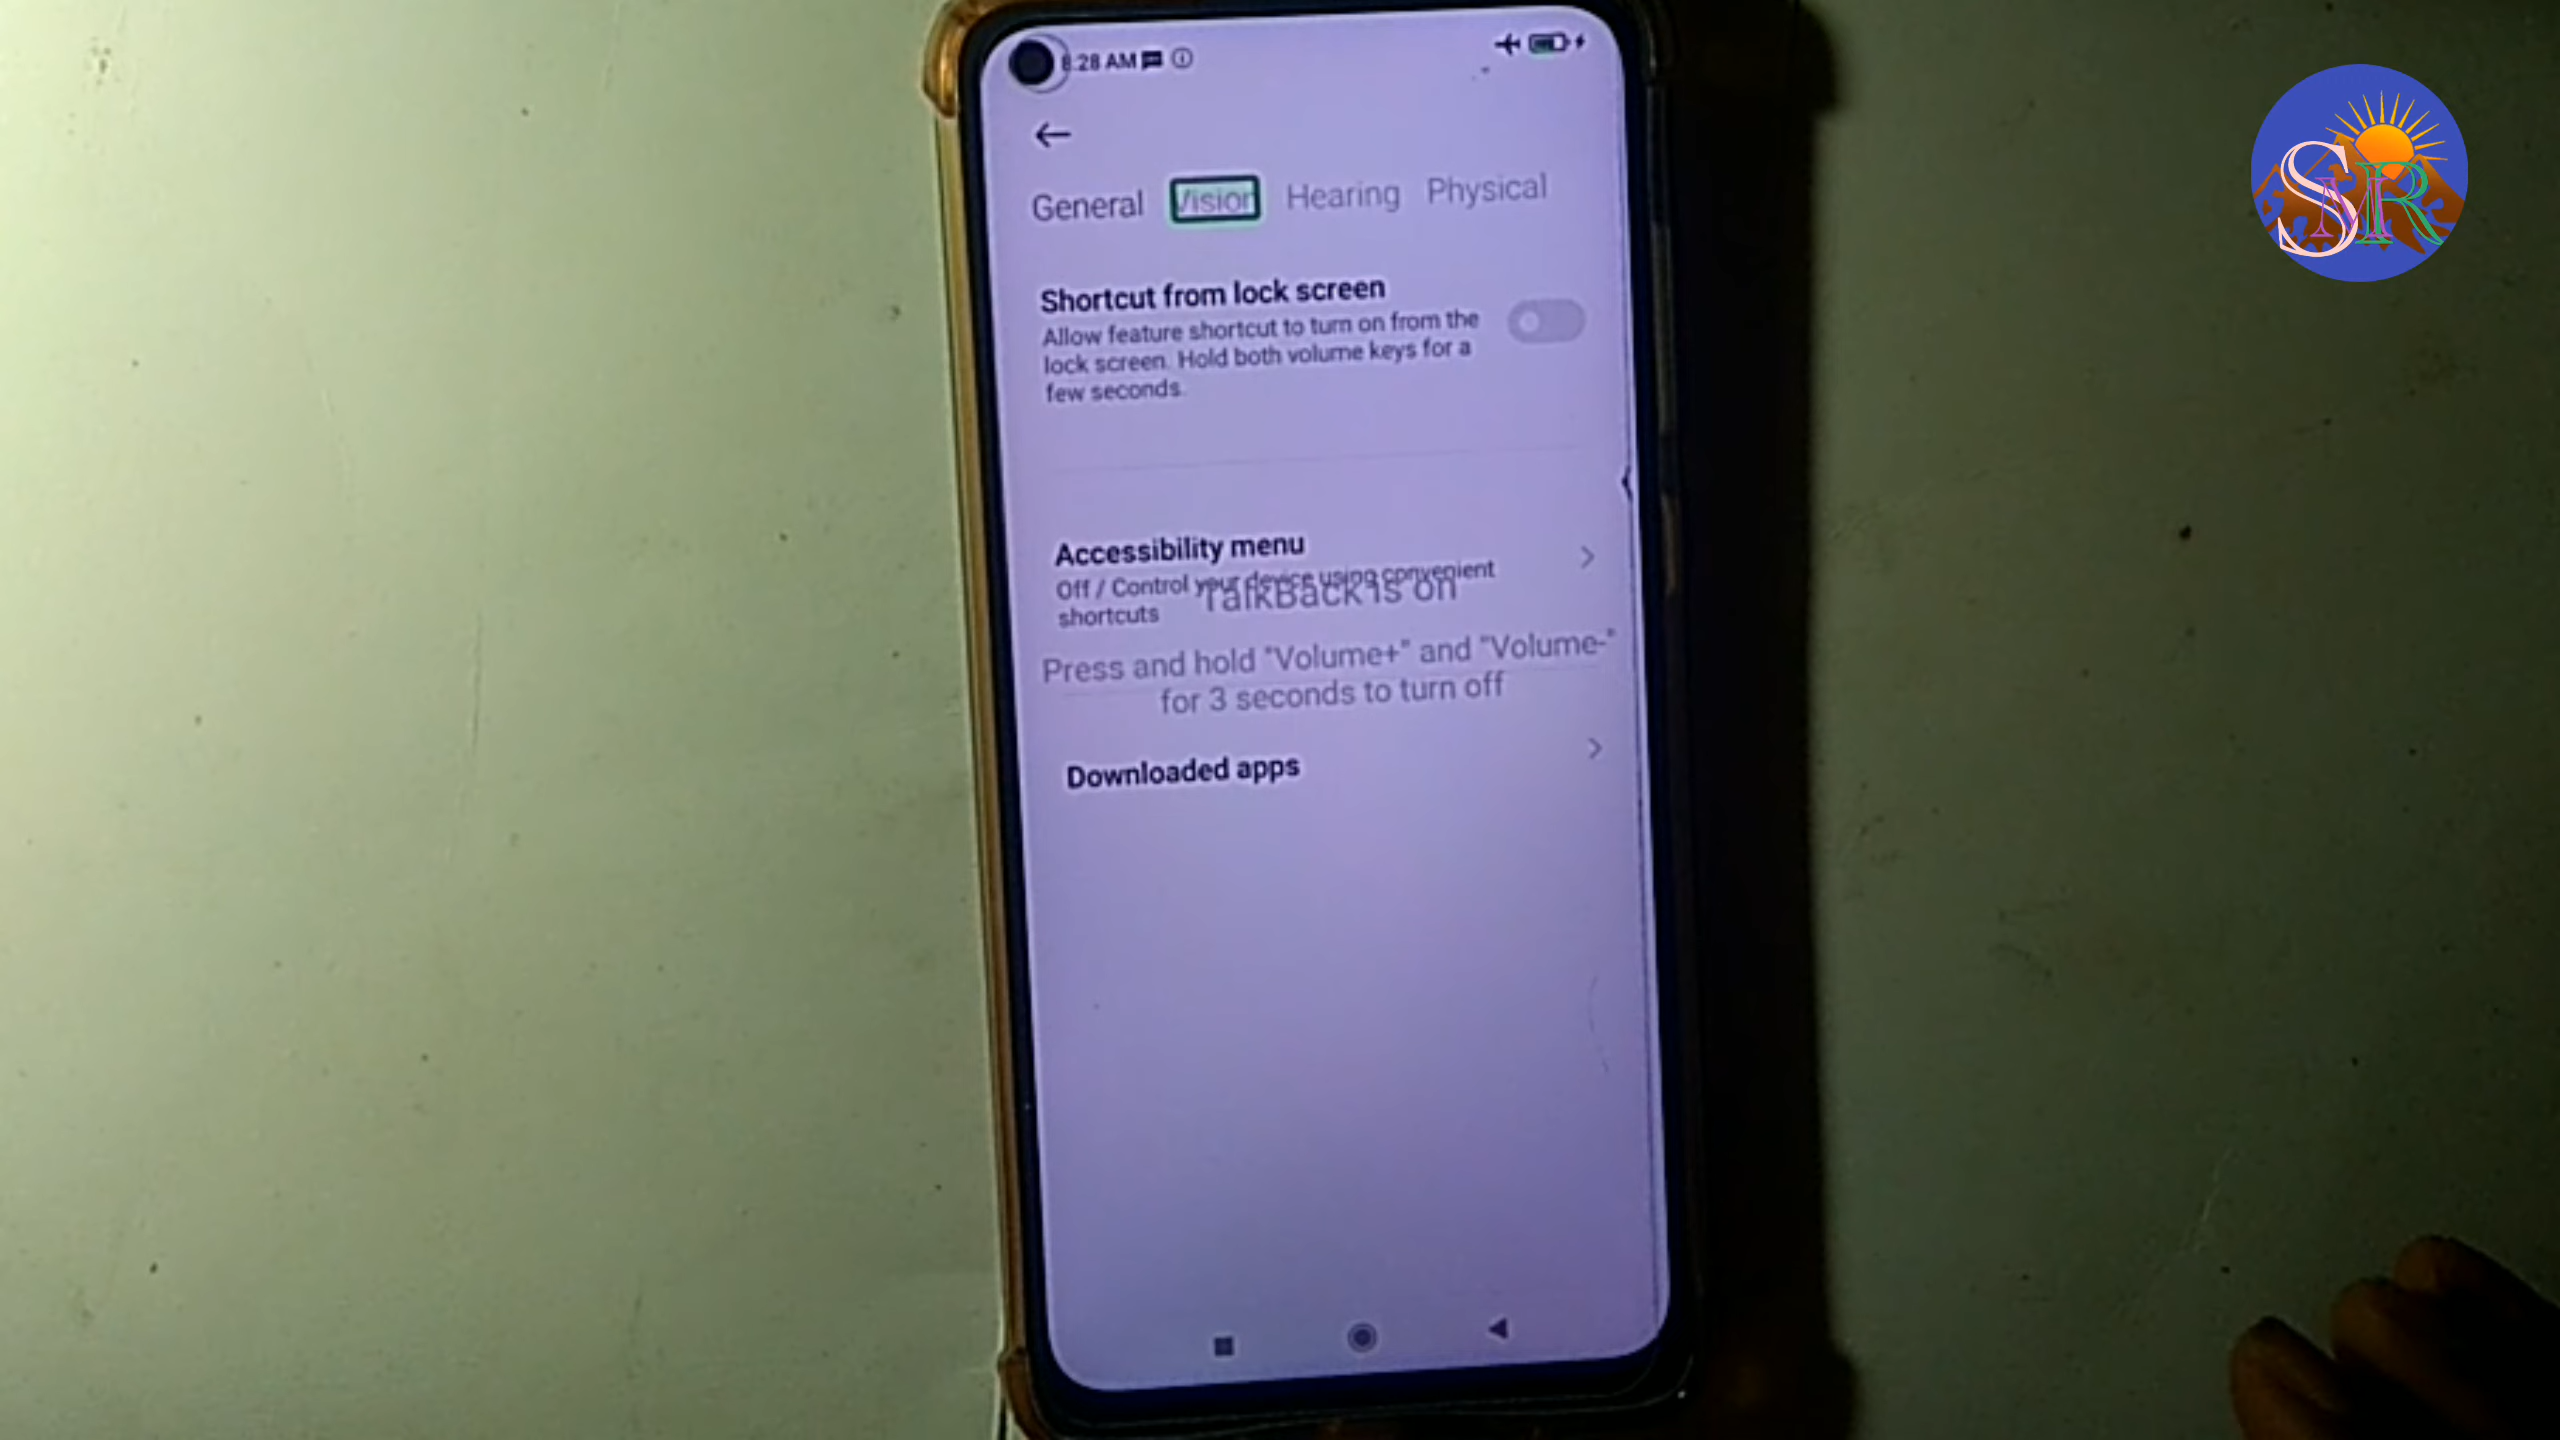 8:28 AM
General Vision Hearing Physical
Shortcut from lock screen
Allow feature shortcut to turn on from the
lock screen. Hold both volume keys for a
few seconds.
Accessibility menu
Off / Control your device using convenient
shortcuts
TalkBack is on
Press and hold "Volume+" and "Volume-"
for 3 seconds to turn off
Downloaded apps
SMR